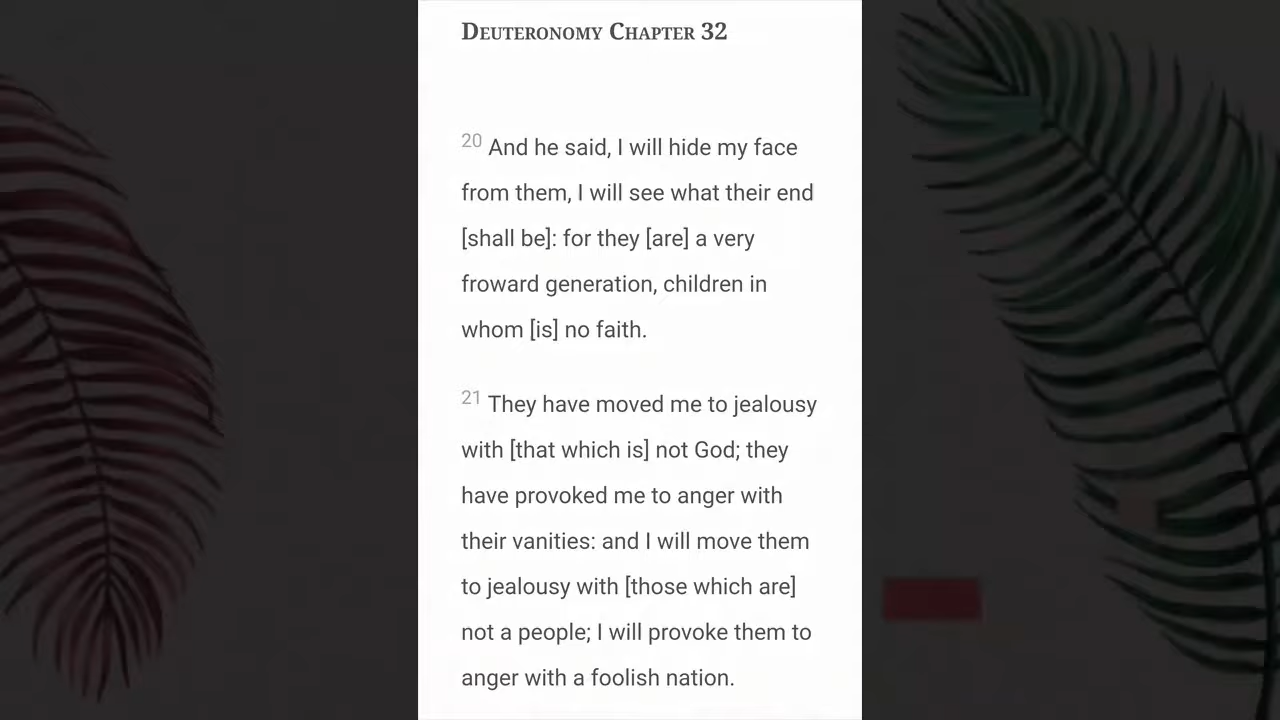 Deuteronomy Chapter 32
20 And he said, I will hide my face
from them, I will see what their end
[shall be]: for they [are] a very
froward generation, children in
whom [is] no faith.
21 They have moved me to jealousy
with [that which is] not God; they
have provoked me to anger with
their vanities: and I will move them
to jealousy with [those which are]
not a people; I will provoke them to
anger with a foolish nation.